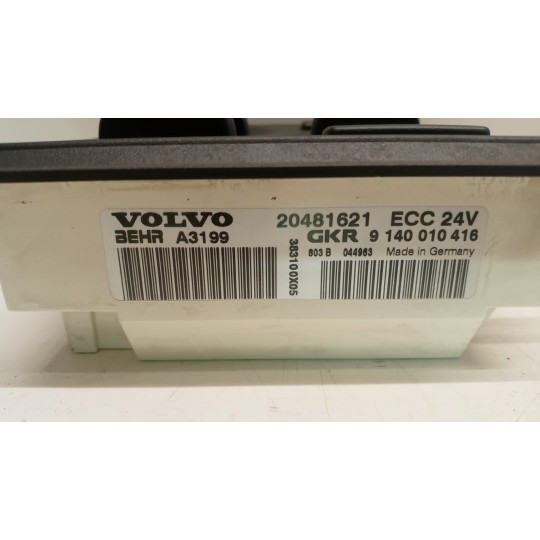 VOLVO 20481621 ECC 24V
BEHR A3199 GKR 9 140 010 416
803 B 044963 Made in Germany
383100X05